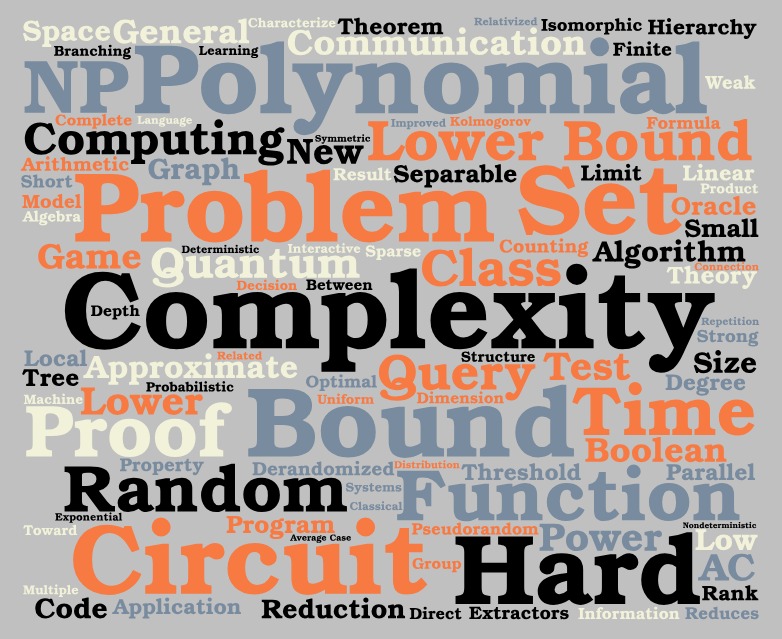 Space General Characterize Theorem Relativized Isomorphic Hierarchy
Branching Learning Communication Finite
NP Polynomial Weak
Complete Language Improved Kolmogorov Formula
Computing New Symmetric Lower Bound
Arithmetic Graph Result Separable Limit Linear
Short Product
Model Problem Set Oracle
Algebra Small
Game Deterministic Interactive Sparse Counting Algorithm
Quantum Class Theory Connection
Decision Between
Depth Complexity
Repetition
Strong
Local Related Structure
Tree Approximate Query Test Size
Probabilistic Optimal Degree
Machine Lower Uniform Dimension Time
Proof Bound Boolean
Property Derandomized Distribution Threshold Parallel
Random Systems Function
Classical
Exponential
Toward Program Pseudorandom Power Nondeterministic
Circuit Average Case Hard Low
Group AC
Multiple Rank
Code Application Reduction Direct Extractors Information Reduces